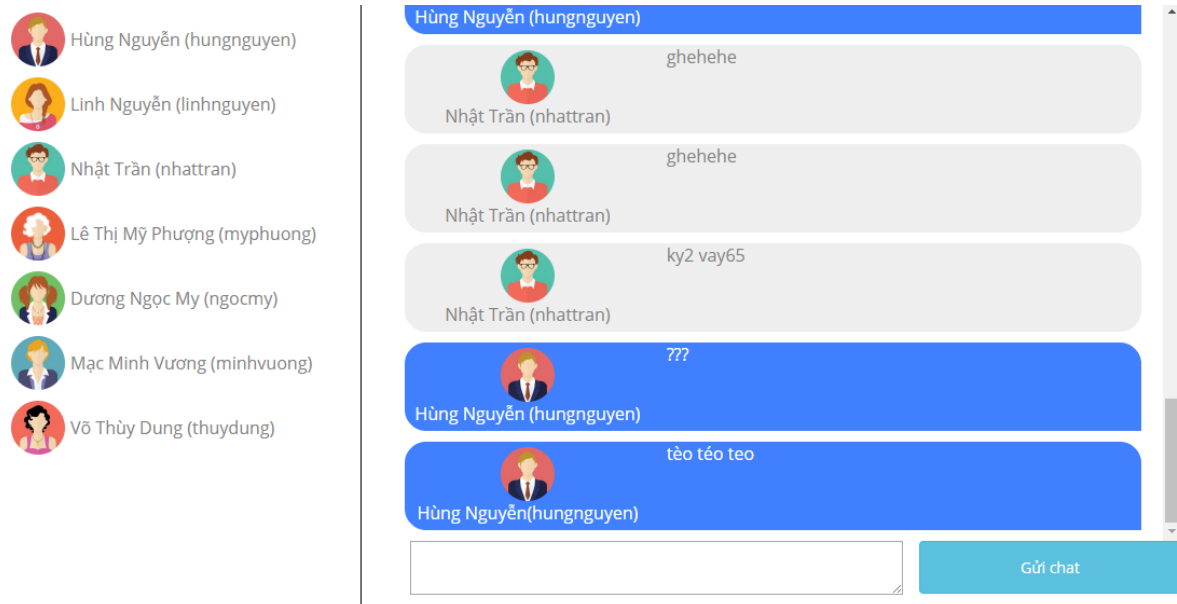 Hùng Nguyễn (hungnguyen)
Linh Nguyễn (linhnguyen)
Nhật Trần (nhattran)
Lê Thị Mỹ Phượng (myphuong)
Dương Ngọc My (ngocmy)
Mạc Minh Vương (minhvuong)
Võ Thùy Dung (thuydung)
Hùng Nguyễn (hungnguyen)
ghehehe
Nhật Trần (nhattran)
ghehehe
Nhật Trần (nhattran)
ky2 vay65
Nhật Trần (nhattran)
???
Hùng Nguyễn (hungnguyen)
tèo téo teo
Hùng Nguyễn(hungnguyen)
Gửi chat